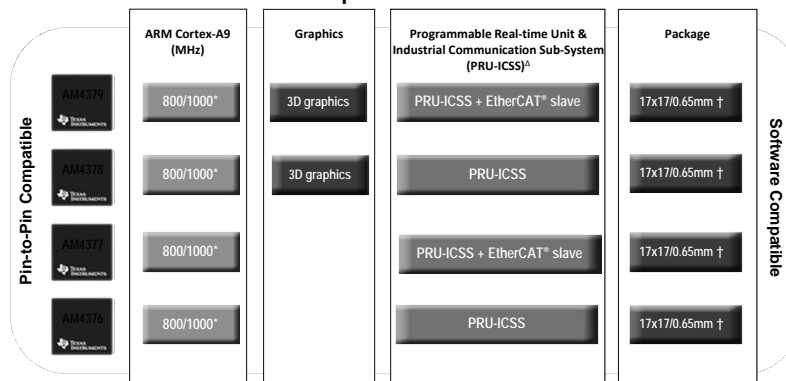 ARM Cortex-A9
(MHz)
Graphics
Programmable Real-time Unit &
Industrial Communication Sub-System
(PRU-ICSS)Δ
Package
Pin-to-Pin Compatible
Software Compatible
AM4379
TEXAS
INSTRUMENTS
800/1000*
3D graphics
PRU-ICSS + EtherCAT® slave
17x17/0.65mm †
AM4378
TEXAS
INSTRUMENTS
800/1000*
3D graphics
PRU-ICSS
17x17/0.65mm †
AM4377
TEXAS
INSTRUMENTS
800/1000*
PRU-ICSS + EtherCAT® slave
17x17/0.65mm †
AM4376
TEXAS
INSTRUMENTS
800/1000*
PRU-ICSS
17x17/0.65mm †